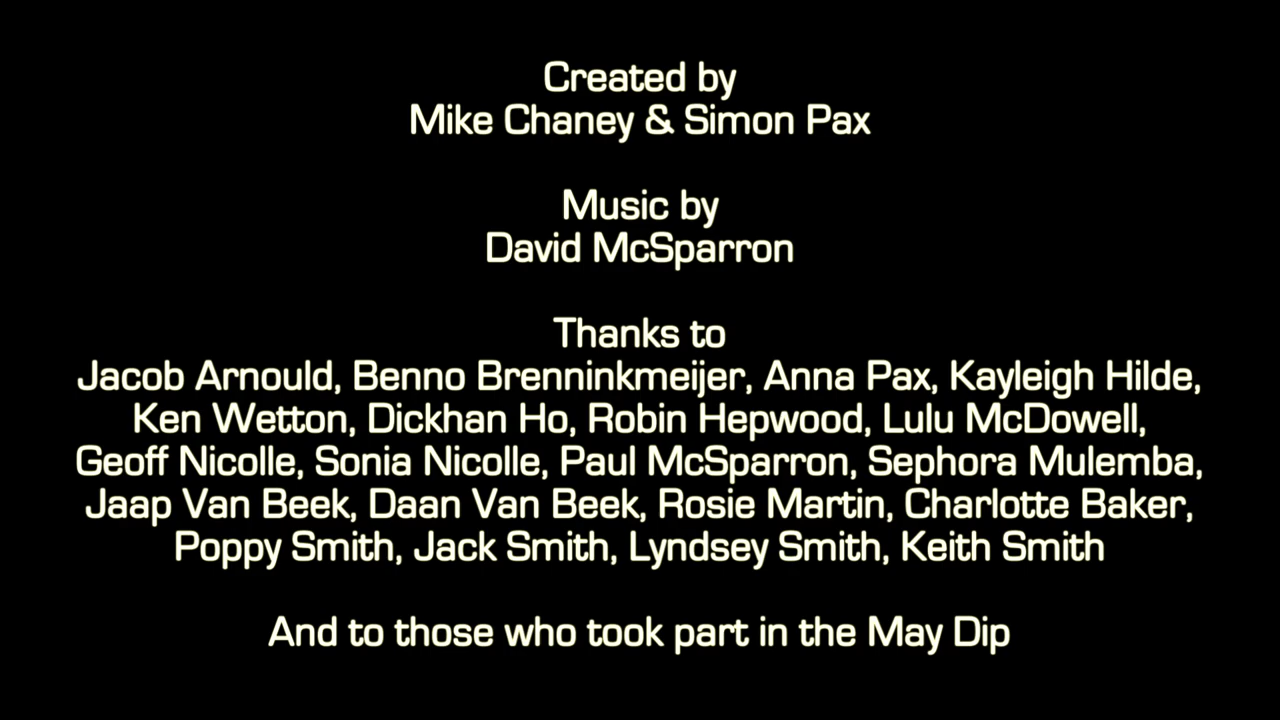 Created by
Mike Chaney & Simon Pax
Music by
David McSparron
Thanks to
Jacob Arnould, Benno Brenninkmeijer, Anna Pax, Kayleigh Hilde,
Ken Wetton, Dickhan Ho, Robin Hepwood, Lulu McDowell,
Geoff Nicolle, Sonia Nicolle, Paul McSparron, Sephora Mulemba,
Jaap Van Beek, Daan Van Beek, Rosie Martin, Charlotte Baker,
Poppy Smith, Jack Smith, Lyndsey Smith, Keith Smith
And to those who took part in the May Dip